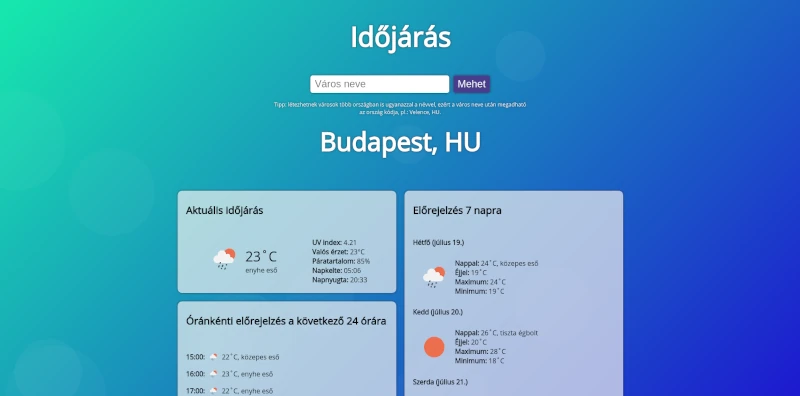 Időjárás
Város neve
Mehet
Tipp: létezhetnek városok több országban is ugyanazzal a névvel, ezért a város neve után megadható
az ország kódja, pl.: Velence, HU.
Budapest, HU
Aktuális időjárás
23˚C
enyhe eső
UV index: 4.21
Valós érzet: 23°C
Páratartalom: 85%
Napkelte: 05:06
Napnyugta: 20:33
Óránkénti előrejelzés a következő 24 órára
15:00: 22˚C, közepes eső
16:00: 23˚C, enyhe eső
17:00: 22˚C, enyhe eső
Előrejelzés 7 napra
Hétfő (július 19.)
Nappal: 24˚C, közepes eső
Éjjel: 19˚C
Maximum: 24˚C
Minimum: 19˚C
Kedd (július 20.)
Nappal: 26˚C, tiszta égbolt
Éjjel: 20˚C
Maximum: 28˚C
Minimum: 18˚C
Szerda (július 21.)